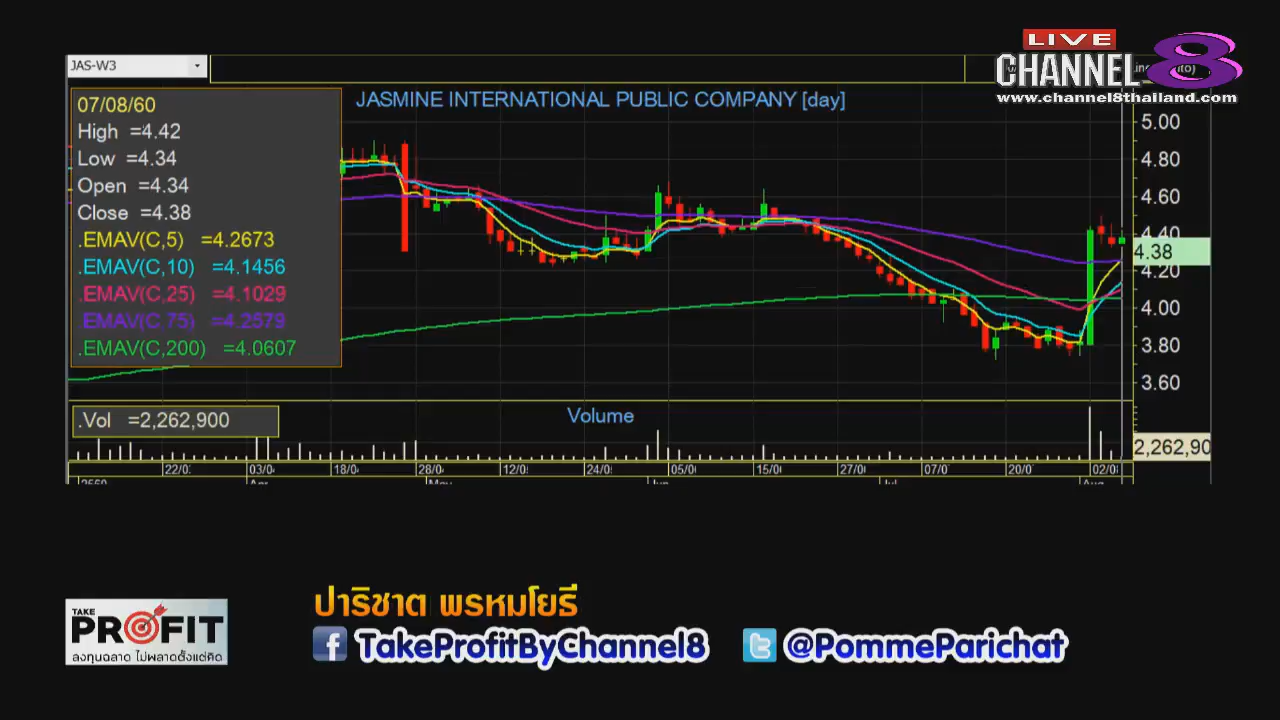 LIVE
CHANNEL 8
www.channel8thailand.com
JAS-W3
JASMINE INTERNATIONAL PUBLIC COMPANY [day]
07/08/60
High =4.42
Low =4.34
Open =4.34
Close =4.38
.EMAV(C,5) =4.2673
.EMAV(C,10) =4.1456
.EMAV(C,25) =4.1029
.EMAV(C,75) =4.2579
.EMAV(C,200) =4.0607
5.00
4.80
4.60
4.40
4.38
4.20
4.00
3.80
3.60
.Vol =2,262,900
Volume
2,262,90
22/0 03/0 18/0 28/0 12/0 24/0 05/0 15/0 27/0 07/0 20/0 02/0
2560 Apr May Jun Jul Aug
TAKE
PROFIT
ลงทุนฉลาด ไม่พลาดตั้งแต่คิด
ปาริชาต พรหมโยธี
f TakeProfitByChannel8
t @PommeParichat